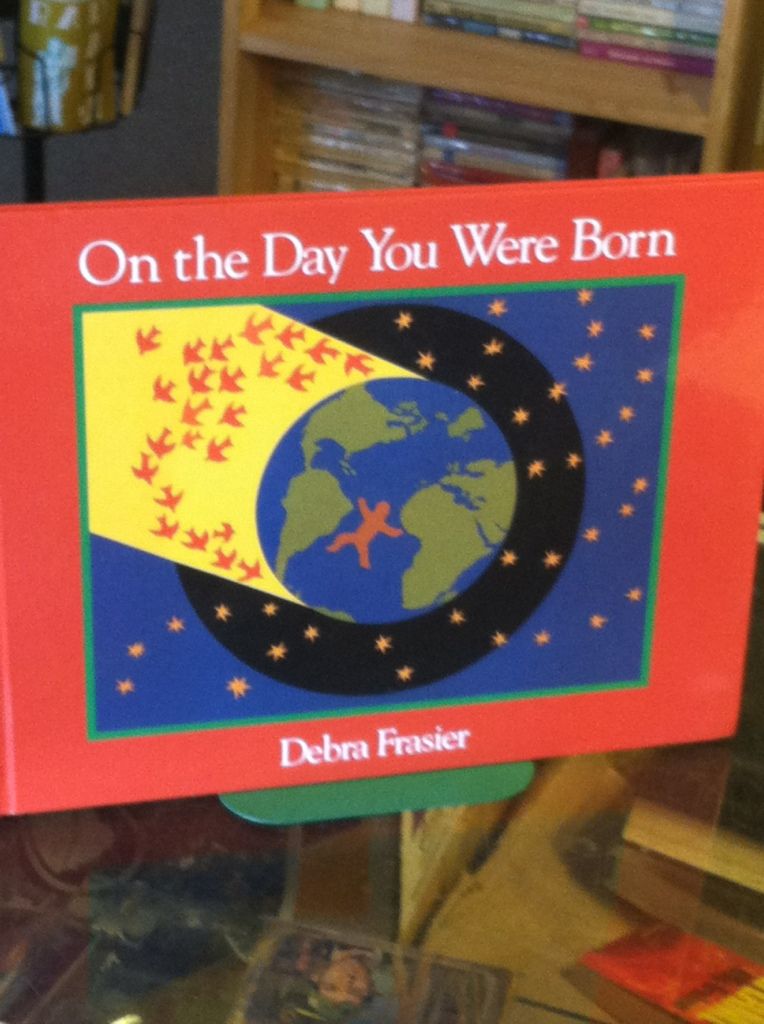 On the Day You Were Born
Debra Frasier